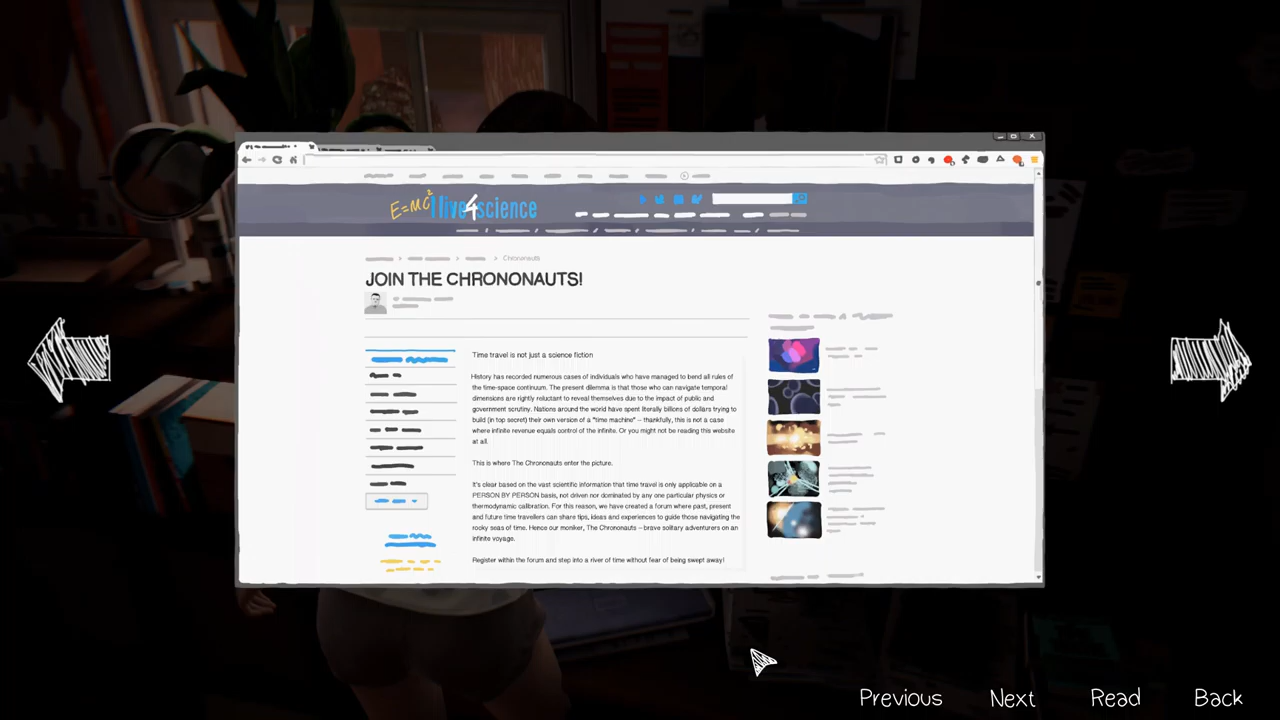 E=mc² I live4science
Chrononauts
JOIN THE CHRONONAUTS!
Time travel is not just a science fiction
History has recorded numerous cases of individuals who have managed to bend all rules of
the time-space continuum. The present dilemma is that those who can navigate temporal
dimensions are rightly reluctant to reveal themselves due to the impact of public and
government scrutiny. Nations around the world have spent literally billions of dollars trying to
build (in top secret) their own version of a "time machine" -- thankfully, this is not a case
where infinite revenue equals control of the infinite. Or you might not be reading this website
at all.
This is where The Chrononauts enter the picture.
It's clear based on the vast scientific information that time travel is only applicable on a
PERSON BY PERSON basis, not driven nor dominated by any one particular physics or
thermodynamic calibration. For this reason, we have created a forum where past, present
and future time travellers can share tips, ideas and experiences to guide those navigating the
rocky seas of time. Hence our moniker, The Chrononauts -- brave solitary adventurers on an
infinite voyage.
Register within the forum and step into a river of time without fear of being swept away!
Previous
Next
Read
Back